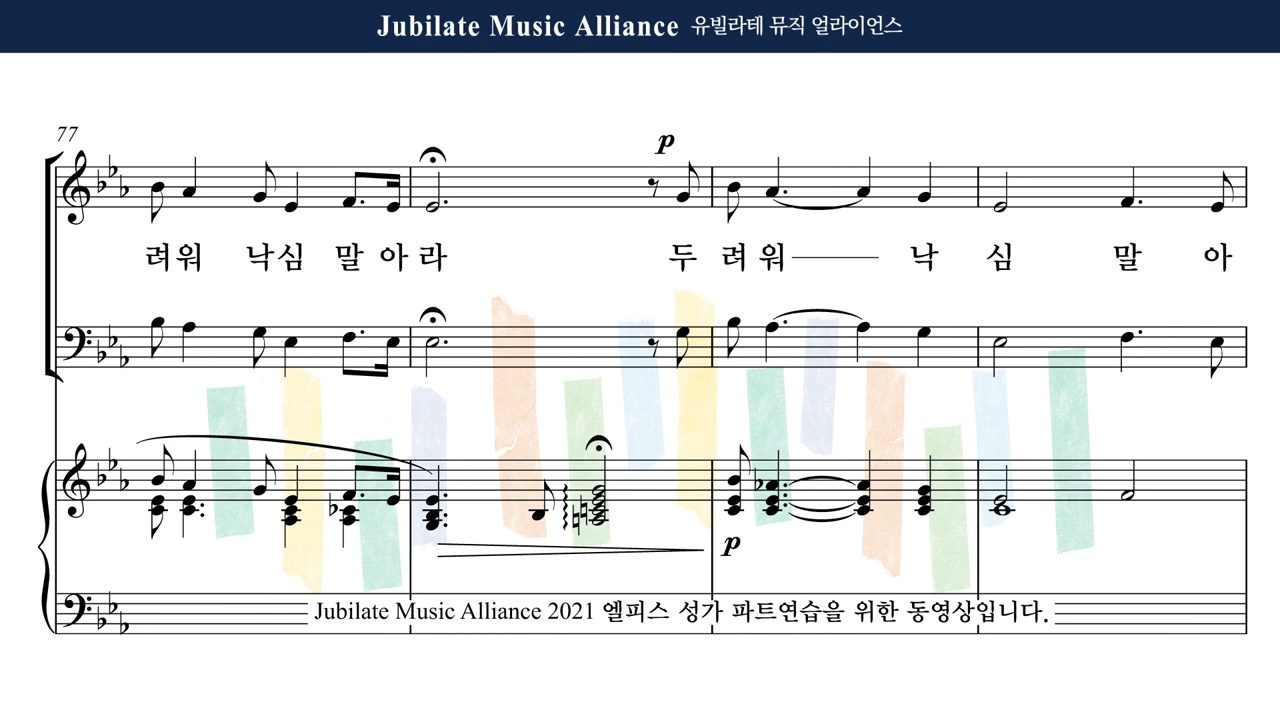 Jubilate Music Alliance 유빌라테 뮤직 얼라이언스
77
p
려워 낙심 말 아 라 두 려 워 낙 심 말 아
p
Jubilate Music Alliance 2021 엘피스 성가 파트연습을 위한 동영상입니다.